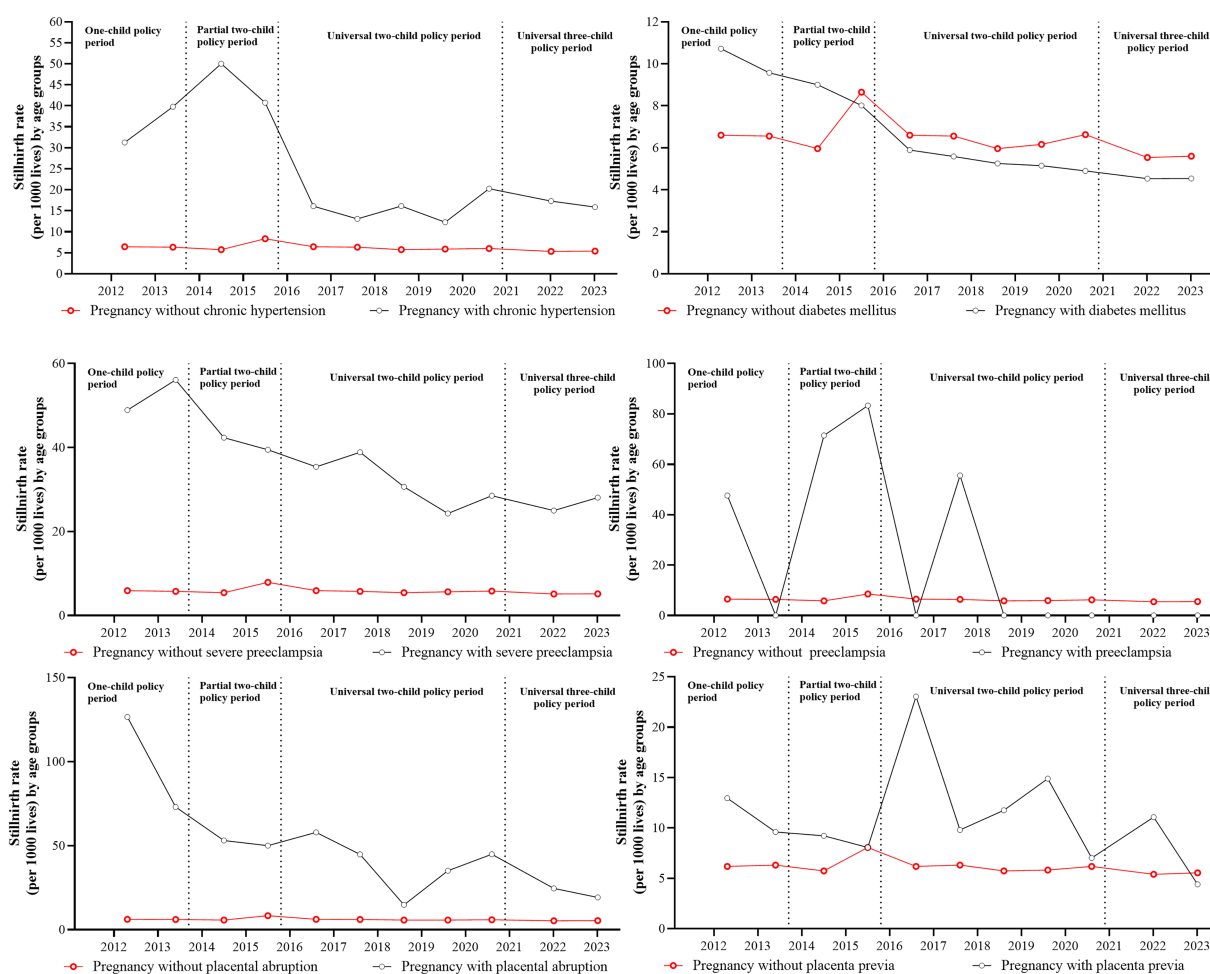 Stillnirth rate
(per 1000 lives) by age groups
60
55
50
45
40
35
30
25
20
15
10
5
0
One-child policy
period
Partial two-child
policy period
Universal two-child policy period
Universal three-child
policy period
2012 2013 2014 2015 2016 2017 2018 2019 2020 2021 2022 2023
Pregnancy without chronic hypertension
Pregnancy with chronic hypertension
Stillnirth rate
(per 1000 lives) by age groups
12
10
8
6
4
2
0
One-child policy
period
Partial two-child
policy period
Universal two-child policy period
Universal three-child
policy period
2012 2013 2014 2015 2016 2017 2018 2019 2020 2021 2022 2023
Pregnancy without diabetes mellitus
Pregnancy with diabetes mellitus
Stillnirth rate
(per 1000 lives) by age groups
60
40
20
0
One-child policy
period
Partial two-child
policy period
Universal two-child policy period
Universal three-child
policy period
2012 2013 2014 2015 2016 2017 2018 2019 2020 2021 2022 2023
Pregnancy without severe preeclampsia
Pregnancy with severe preeclampsia
Stillnirth rate
(per 1000 lives) by age groups
100
80
60
40
20
0
One-child policy
period
Partial two-child
policy period
Universal two-child policy period
Universal three-child
policy period
2012 2013 2014 2015 2016 2017 2018 2019 2020 2021 2022 2023
Pregnancy without preeclampsia
Pregnancy with preeclampsia
Stillnirth rate
(per 1000 lives) by age groups
150
100
50
0
One-child policy
period
Partial two-child
policy period
Universal two-child policy period
Universal three-child
policy period
2012 2013 2014 2015 2016 2017 2018 2019 2020 2021 2022 2023
Pregnancy without placental abruption
Pregnancy with placental abruption
Stillnirth rate
(per 1000 lives) by age groups
25
20
15
10
5
0
One-child policy
period
Partial two-child
policy period
Universal two-child policy period
Universal three-child
policy period
2012 2013 2014 2015 2016 2017 2018 2019 2020 2021 2022 2023
Pregnancy without placenta previa
Pregnancy with placenta previa